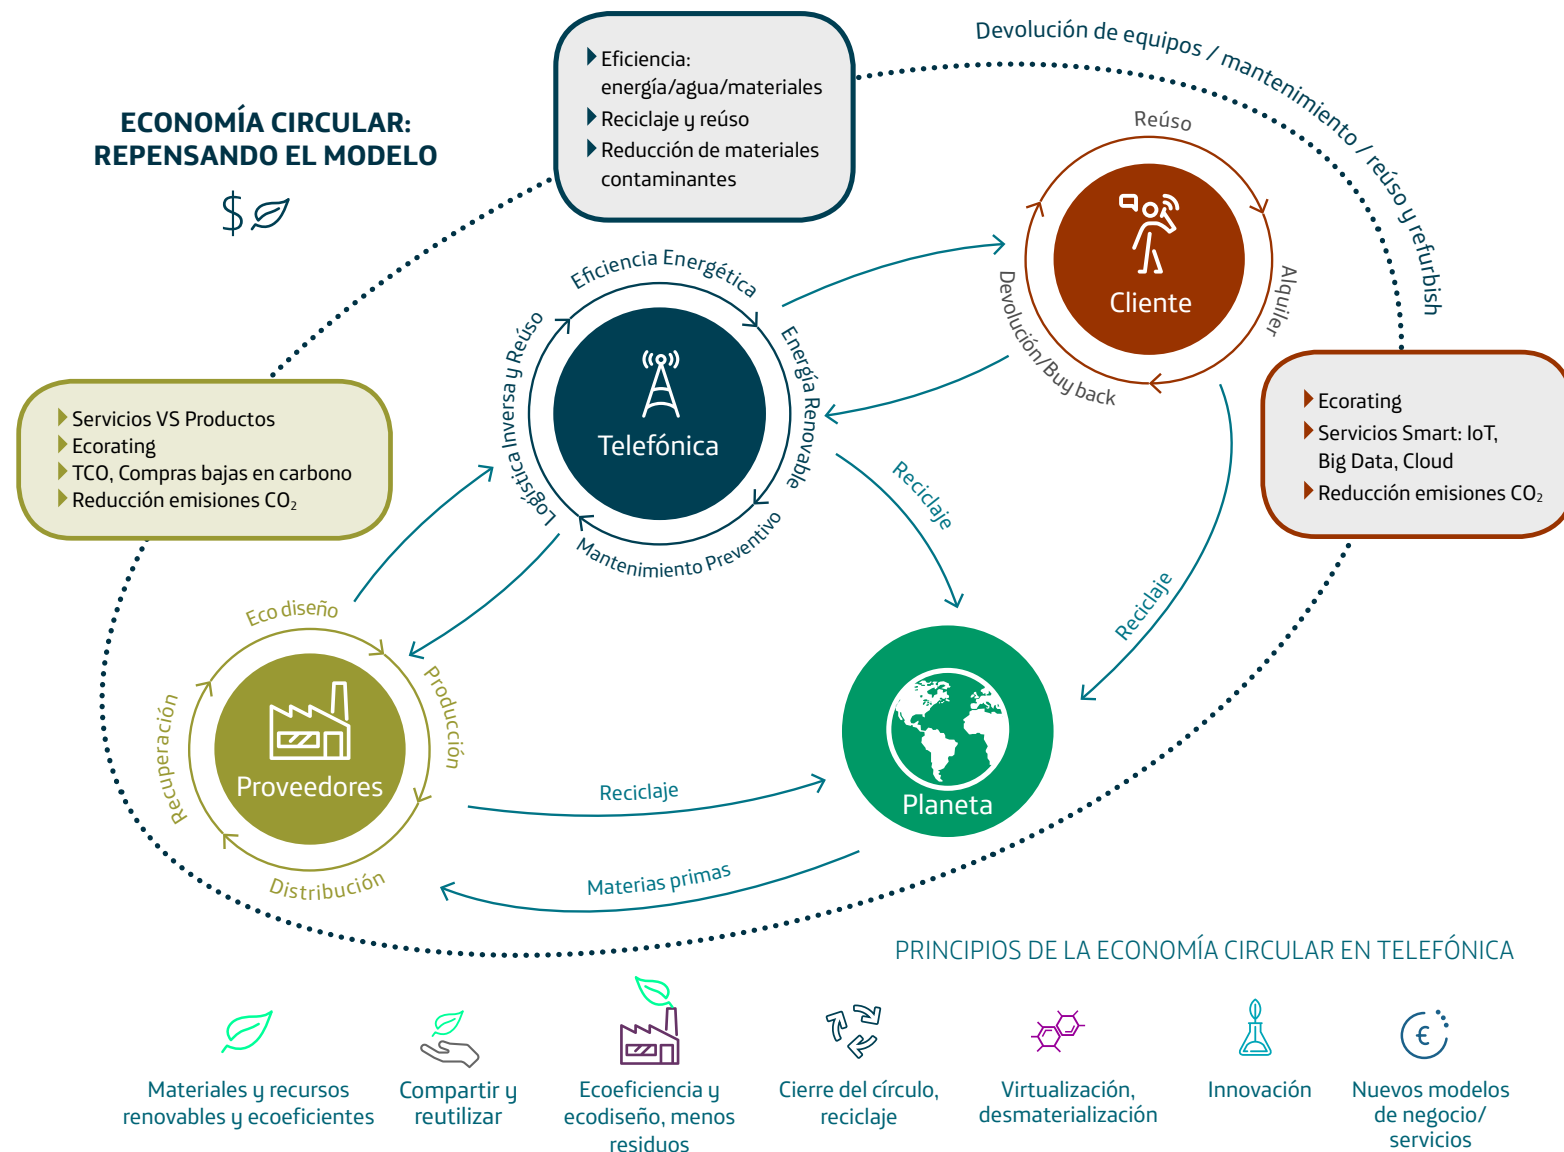 ECONOMÍA CIRCULAR:
REPENSANDO EL MODELO
$
Eficiencia:
energía/agua/materiales
Reciclaje y reúso
Reducción de materiales
contaminantes
Devolución de equipos / mantenimiento / reúso y refurbish
Reúso
Alquiler
Devolución/Buy back
Cliente
Eficiencia Energética
Energía Renovable
Mantenimiento Preventivo
Logística Inversa y Reúso
Telefónica
Servicios VS Productos
Ecorating
TCO, Compras bajas en carbono
Reducción emisiones CO₂
Ecorating
Servicios Smart: IoT,
Big Data, Cloud
Reducción emisiones CO₂
Reciclaje
Reciclaje
Eco diseño
Producción
Distribución
Recuperación
Proveedores
Reciclaje
Materias primas
Planeta
PRINCIPIOS DE LA ECONOMÍA CIRCULAR EN TELEFÓNICA
€
Materiales y recursos
renovables y ecoeficientes
Compartir y
reutilizar
Ecoeficiencia y
ecodiseño, menos
residuos
Cierre del círculo,
reciclaje
Virtualización,
desmaterialización
Innovación
Nuevos modelos
de negocio/
servicios